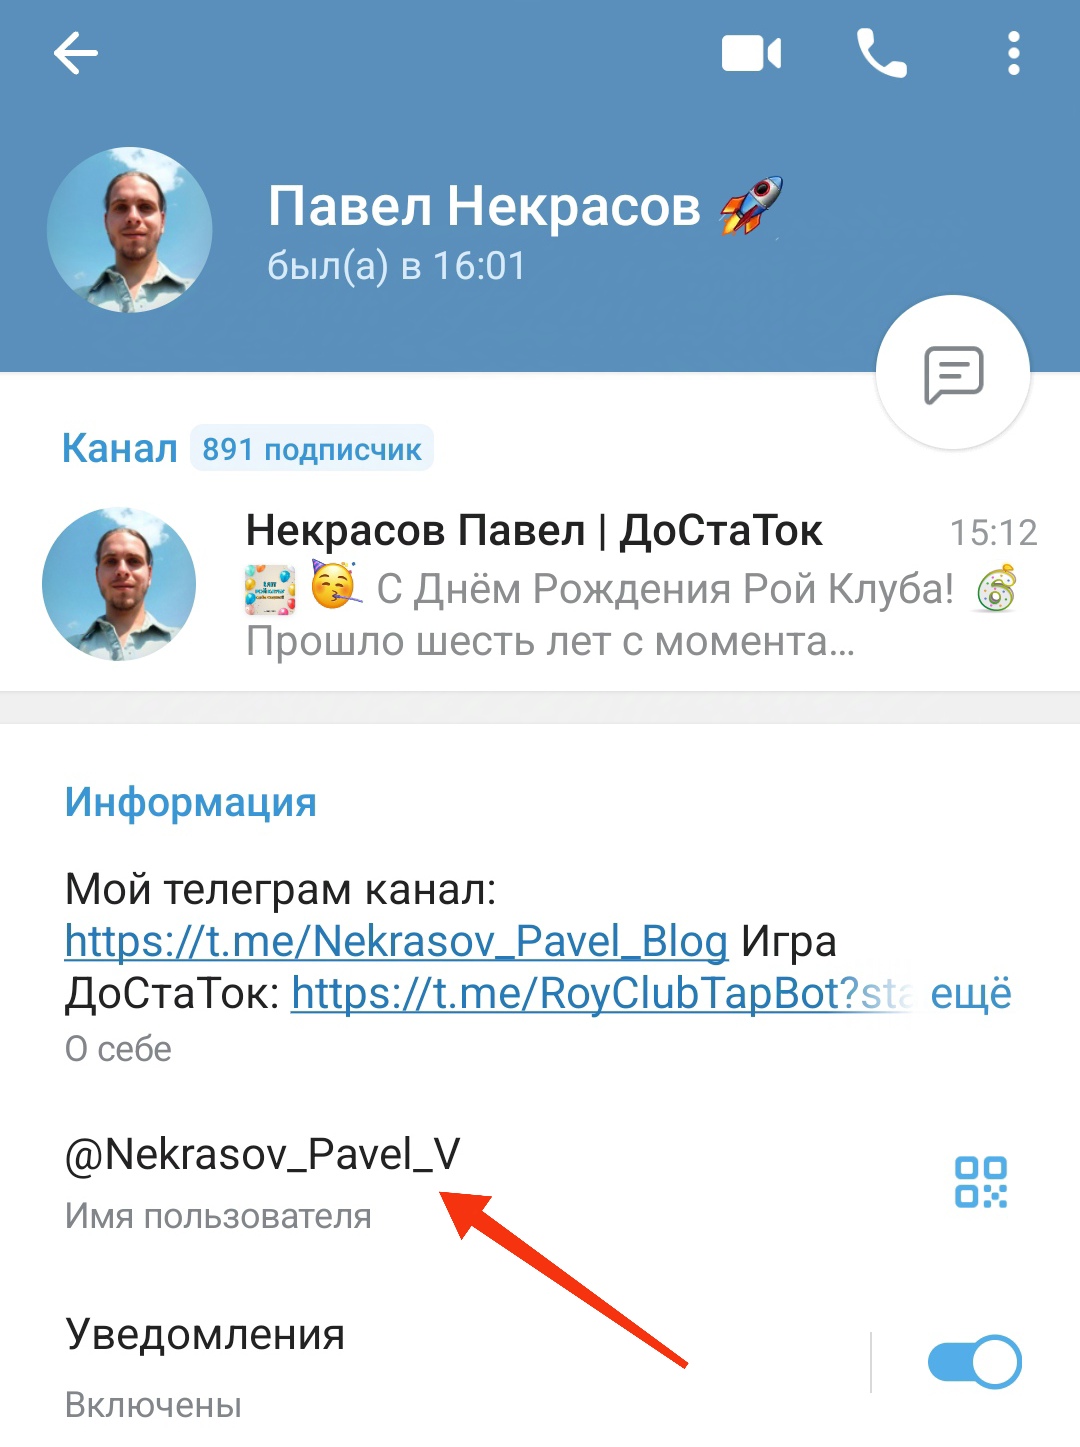 Павел Некрасов
был(а) в 16:01
Канал 891 подписчик
Некрасов Павел | ДоСтаТок 15:12
С Днём Рождения Рой Клуба!
Прошло шесть лет с момента...
Информация
Мой телеграм канал:
https://t.me/Nekrasov_Pavel_Blog Игра
ДоСтаТок: https://t.me/RoyClubTapBot?sta ещё
О себе
@Nekrasov_Pavel_V
Имя пользователя
Уведомления
Включены